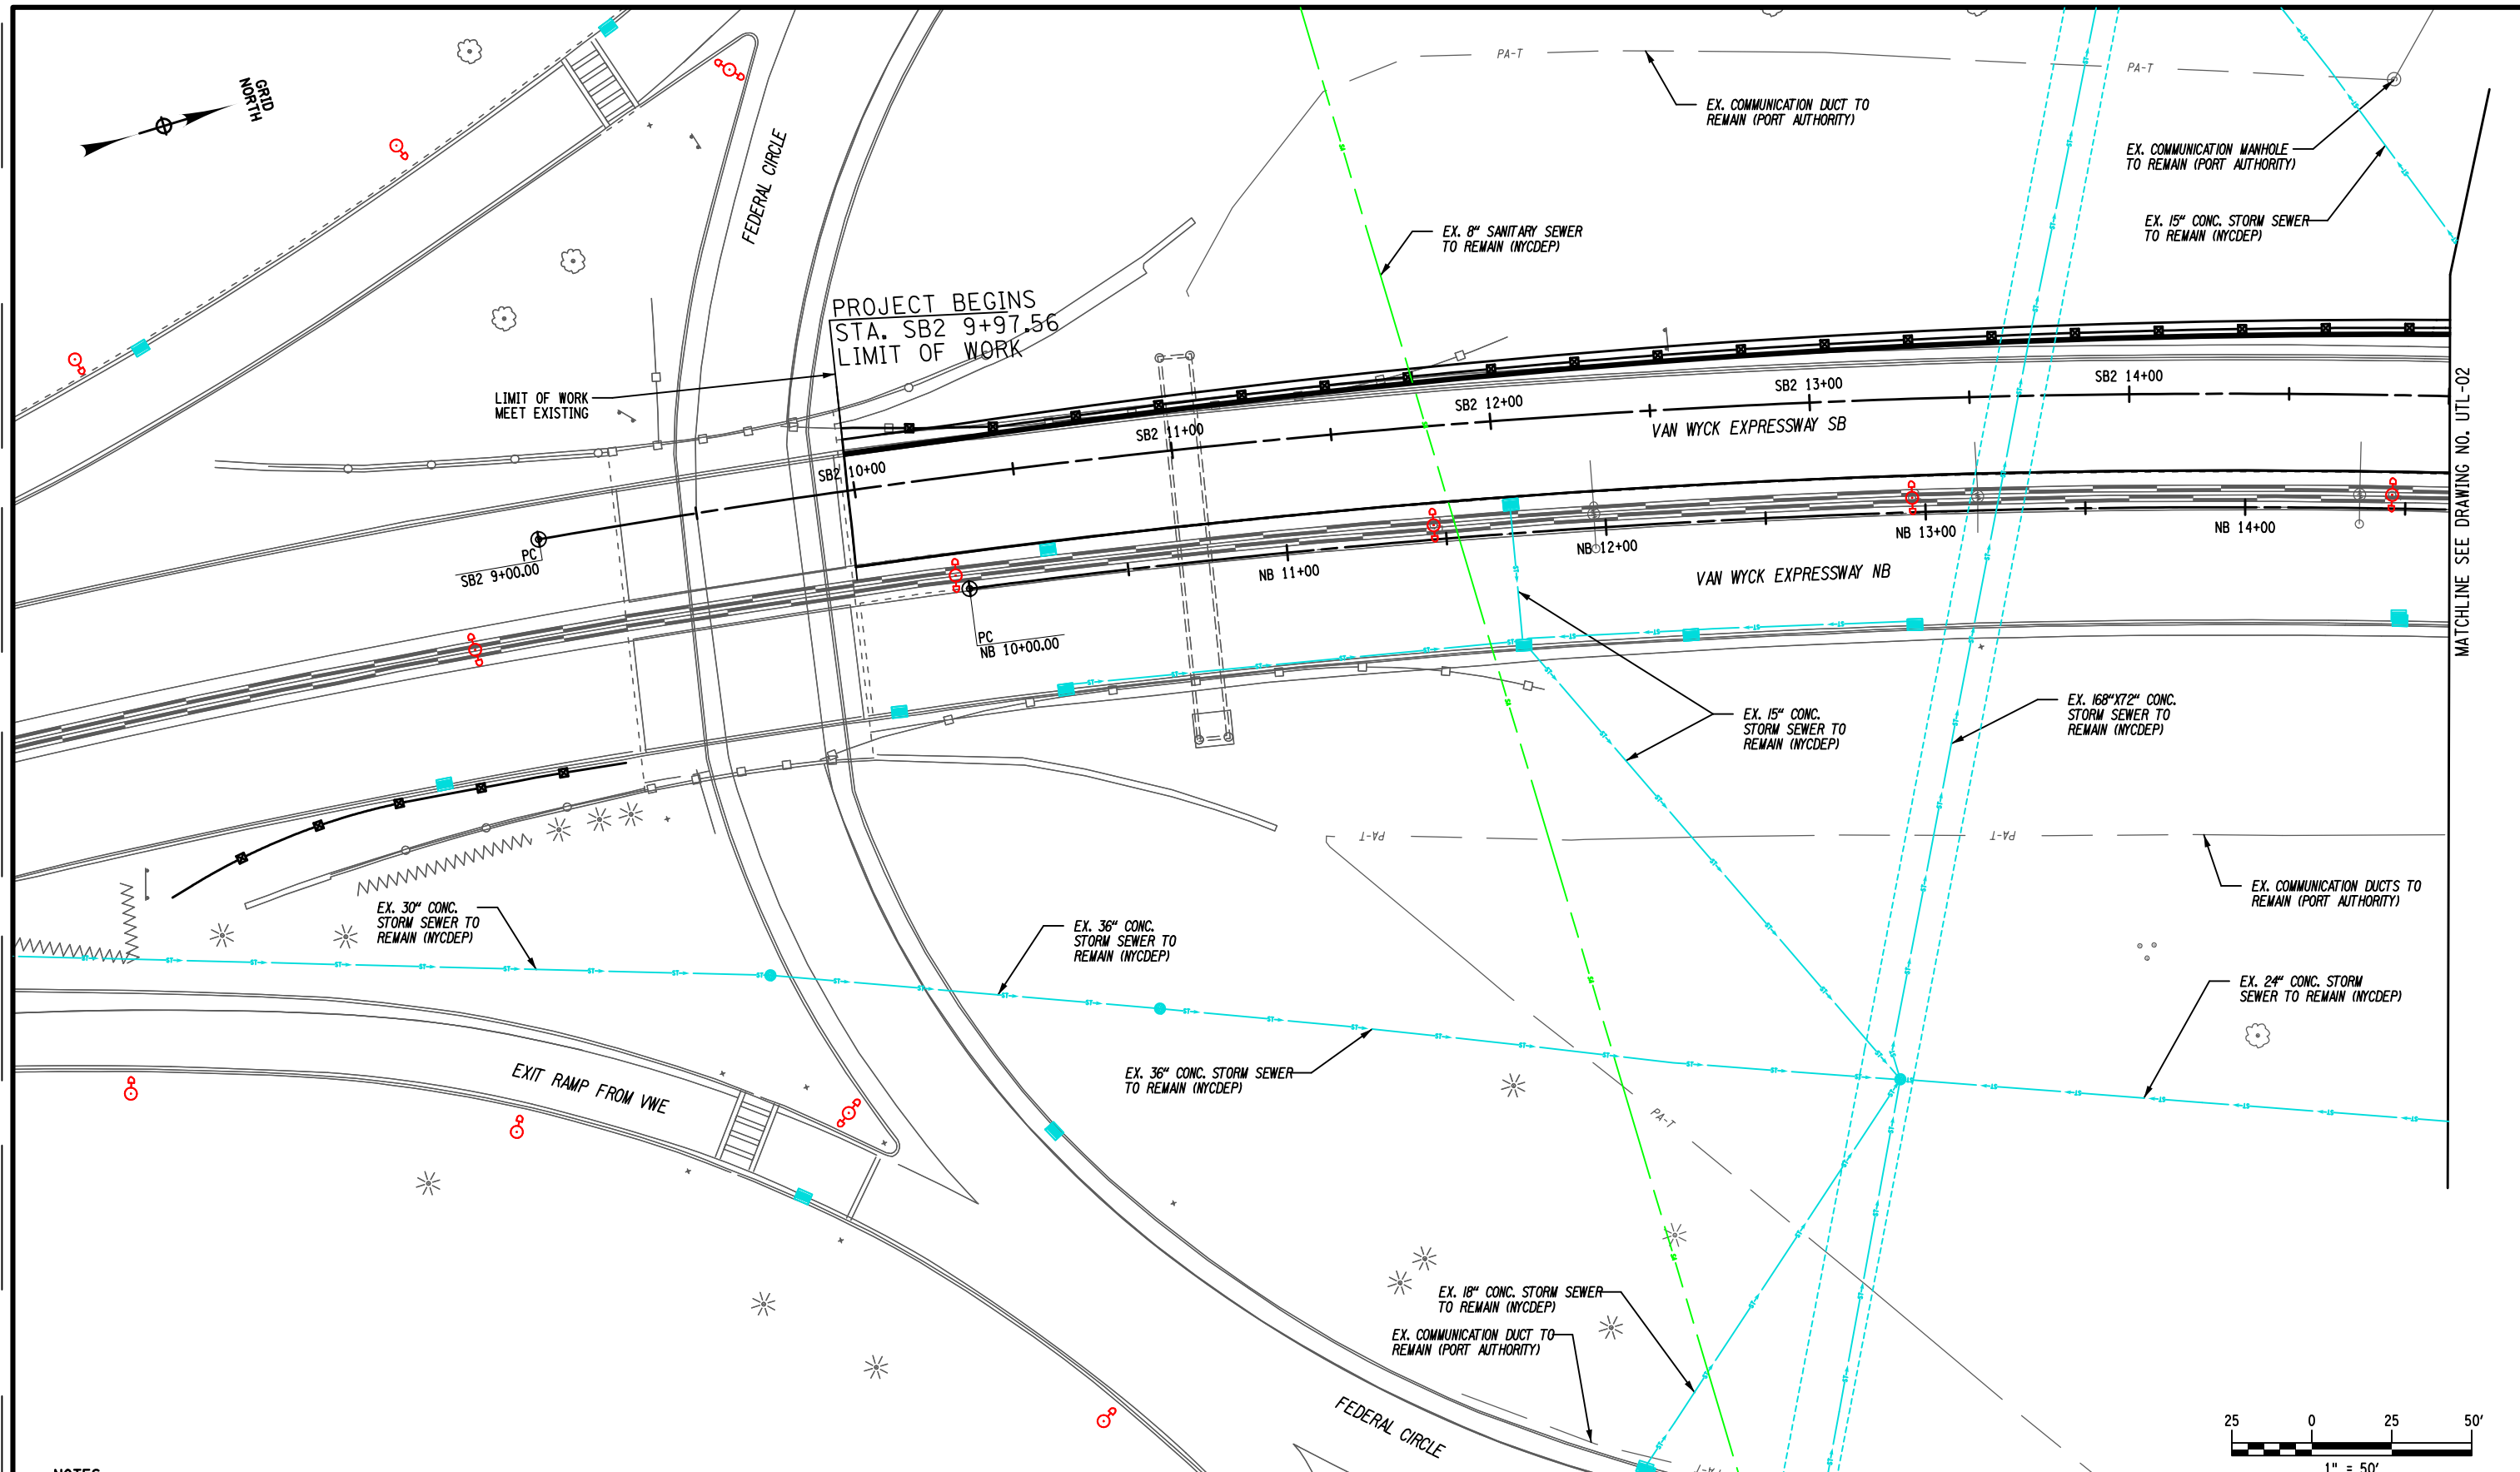 GRID
NORTH
FEDERAL CIRCLE
PA-T
EX. COMMUNICATION DUCT TO
REMAIN (PORT AUTHORITY)
PA-T
EX. COMMUNICATION MANHOLE
TO REMAIN (PORT AUTHORITY)
EX. 15" CONC. STORM SEWER
TO REMAIN (NYCDEP)
EX. 8" SANITARY SEWER
TO REMAIN (NYCDEP)
PROJECT BEGINS
STA. SB2 9+97.56
LIMIT OF WORK
LIMIT OF WORK
MEET EXISTING
SB2 10+00
SB2 11+00
SB2 12+00
SB2 13+00
SB2 14+00
VAN WYCK EXPRESSWAY SB
MATCHLINE SEE DRAWING NO. UTL-02
PC
SB2 9+00.00
PC
NB 10+00.00
NB 11+00
NB 12+00
NB 13+00
NB 14+00
VAN WYCK EXPRESSWAY NB
EX. 15" CONC.
STORM SEWER TO
REMAIN (NYCDEP)
EX. 168"X72" CONC.
STORM SEWER TO
REMAIN (NYCDEP)
PA-T
PA-T
EX. COMMUNICATION DUCTS TO
REMAIN (PORT AUTHORITY)
EX. 30" CONC.
STORM SEWER TO
REMAIN (NYCDEP)
EX. 36" CONC.
STORM SEWER TO
REMAIN (NYCDEP)
EX. 24" CONC. STORM
SEWER TO REMAIN (NYCDEP)
EX. 36" CONC. STORM SEWER
TO REMAIN (NYCDEP)
EXIT RAMP FROM VWE
PA-T
EX. 18" CONC. STORM SEWER
TO REMAIN (NYCDEP)
EX. COMMUNICATION DUCT TO
REMAIN (PORT AUTHORITY)
FEDERAL CIRCLE
25 0 25 50'
1" = 50'
NOTES